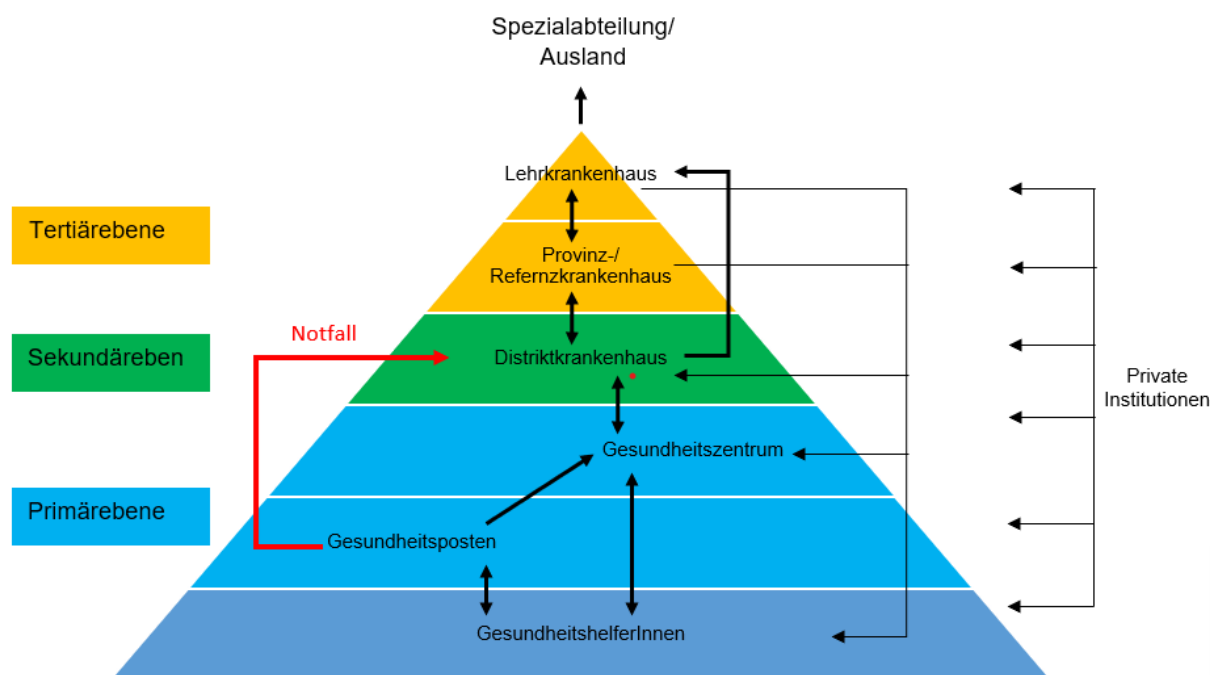 Spezialabteilung/
Ausland
Lehrkrankenhaus
Tertiärebene
Provinz-/
Refernzkrankenhaus
Notfall
Sekundäreben
Distriktkrankenhaus
Private
Institutionen
Gesundheitszentrum
Primärebene
Gesundheitsposten
GesundheitshelferInnen